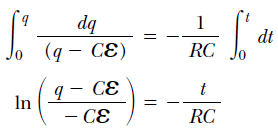 ∫₀^q dq / (q − Cℰ) = − 1 / RC ∫₀^t dt
ln ( q − Cℰ / − Cℰ ) = − t / RC